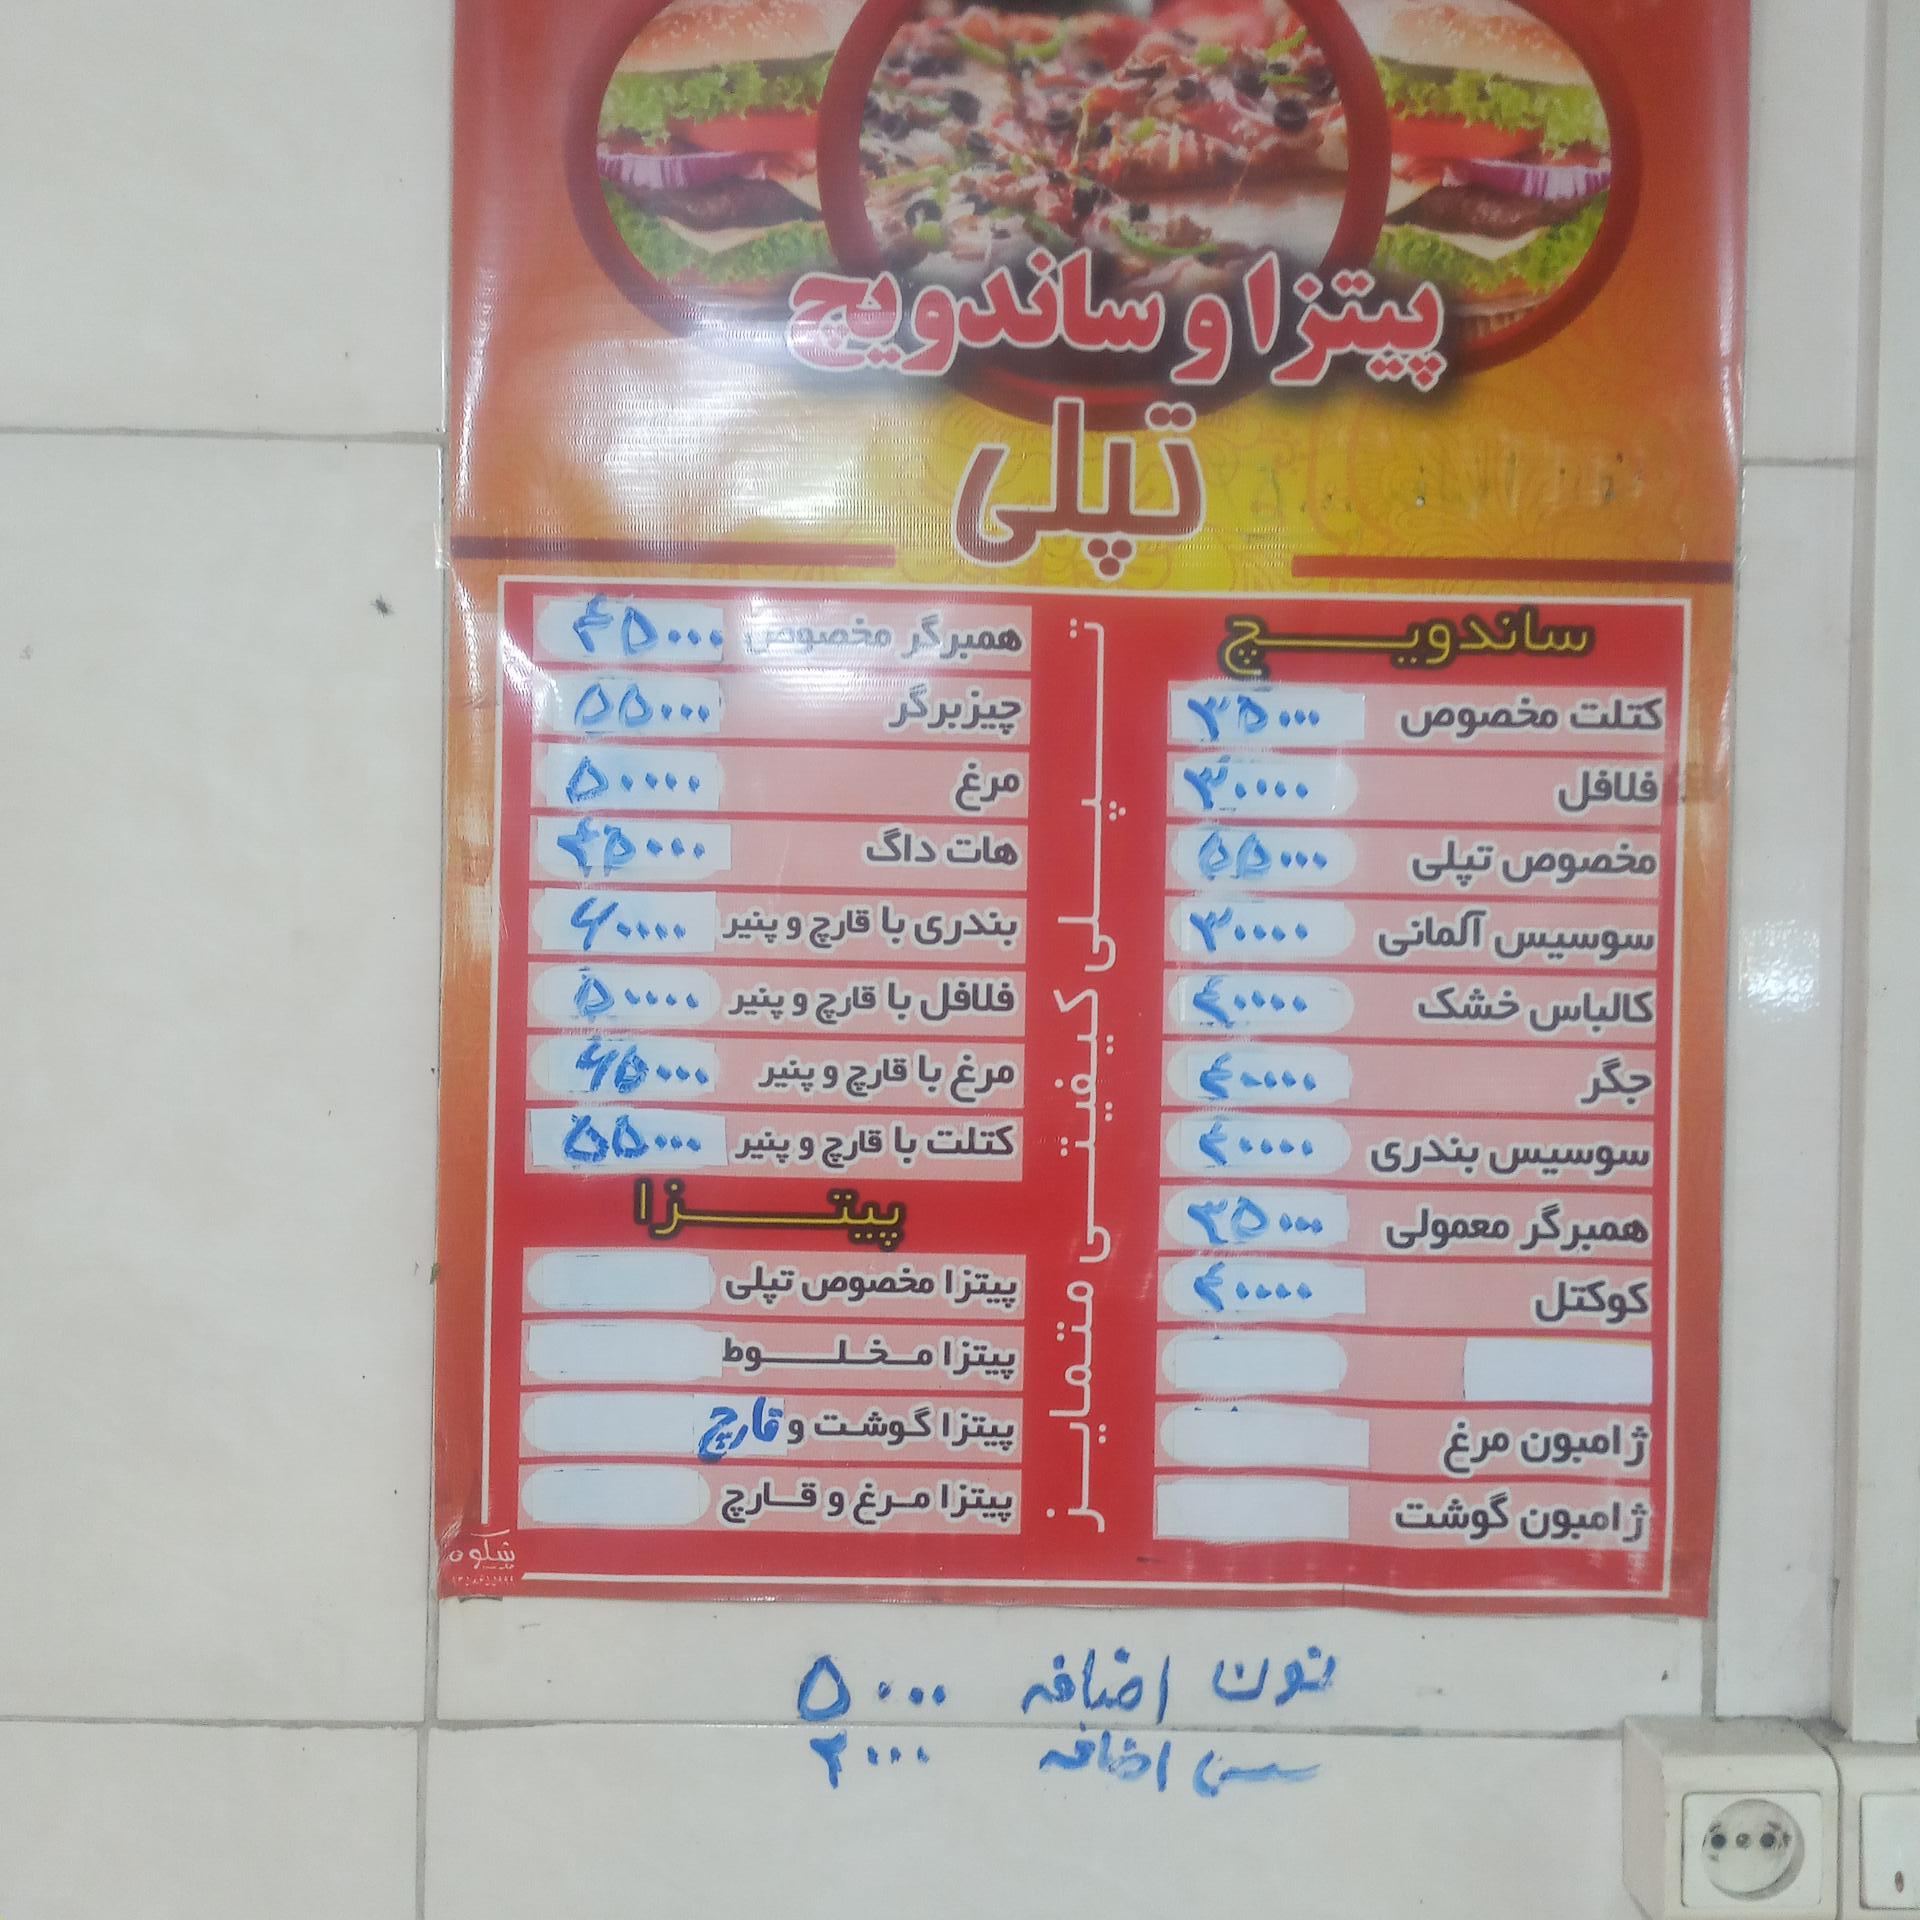 پیتزا و ساندویچ
تپلی
ساندویچ
کتلت مخصوص ۳۵۰۰۰
فلافل ۳۰۰۰۰
مخصوص تپلی ۵۵۰۰۰
سوسیس آلمانی ۳۰۰۰۰
کالباس خشک ۴۰۰۰۰
جگر ۴۰۰۰۰
سوسیس بندری ۴۰۰۰۰
همبرگر معمولی ۳۵۰۰۰
کوکتل ۴۰۰۰۰
ژامبون مرغ
ژامبون گوشت
تپلی کیفیتی متمایز
همبرگر مخصوص ۴۵۰۰۰
چیزبرگر ۵۵۰۰۰
مرغ ۵۰۰۰۰
هات داگ ۴۵۰۰۰
بندری با قارچ و پنیر ۶۰۰۰۰
فلافل با قارچ و پنیر ۵۰۰۰۰
مرغ با قارچ و پنیر ۶۵۰۰۰
کتلت با قارچ و پنیر ۵۵۰۰۰
پیتزا
پیتزا مخصوص تپلی
پیتزا مخلوط
پیتزا گوشت و قارچ
پیتزا مرغ و قارچ
شکوه
نون اضافه ۵۰۰۰
سس اضافه ۲۰۰۰